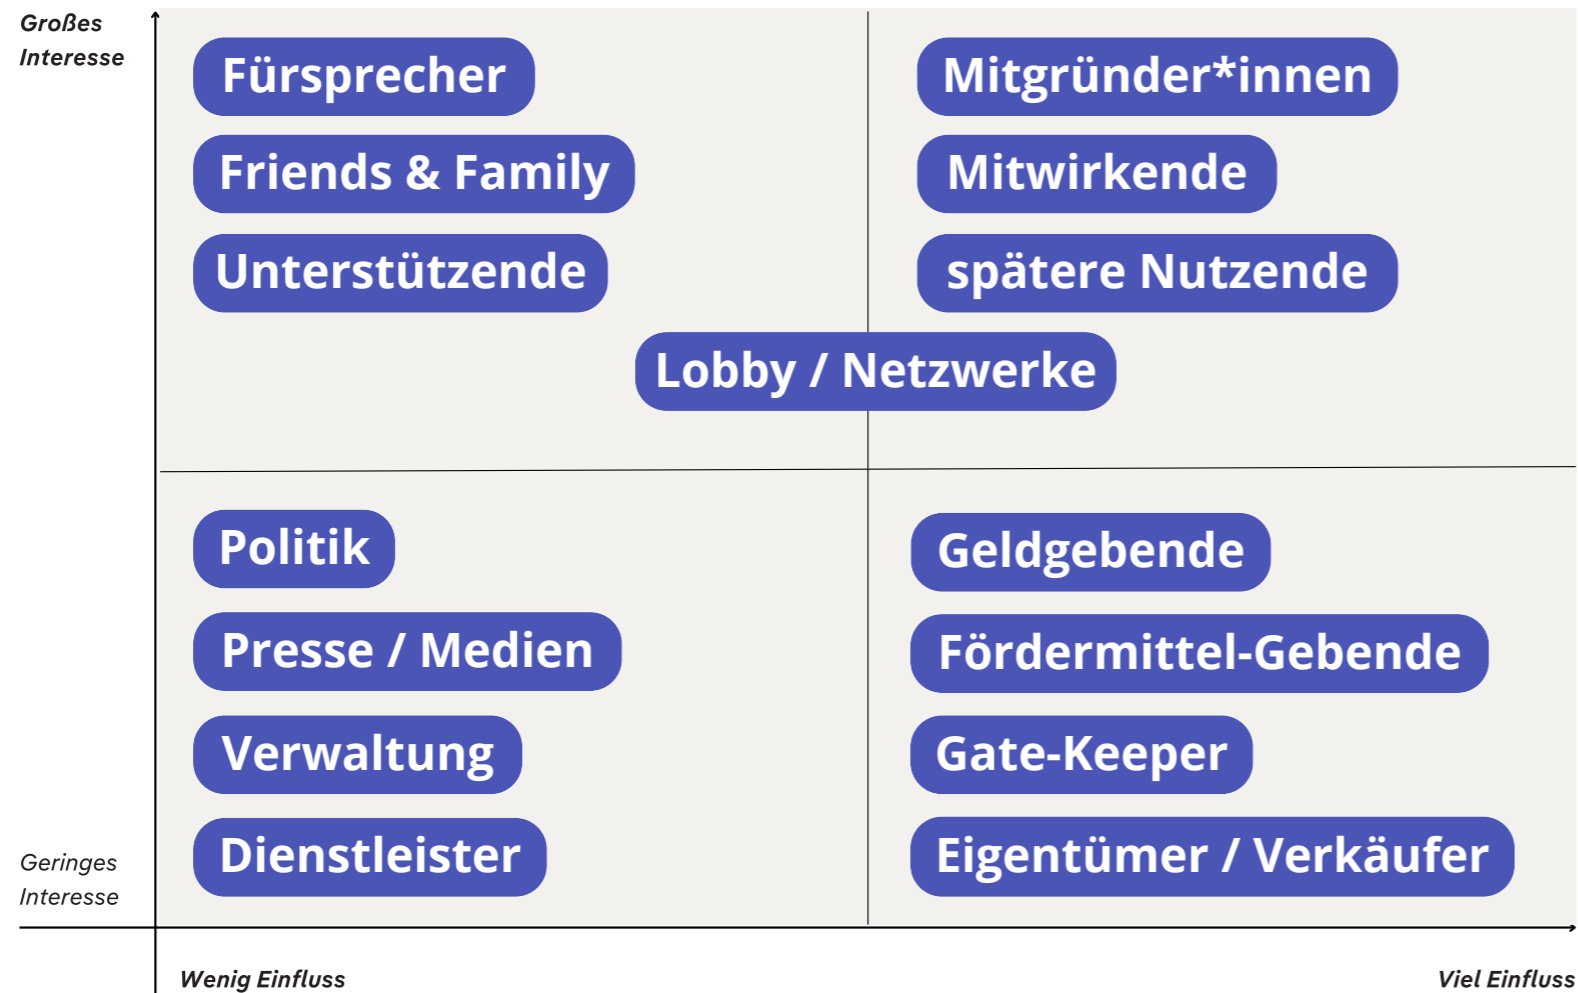 Großes
Interesse
Fürsprecher
Mitgründer*innen
Friends & Family
Mitwirkende
Unterstützende
spätere Nutzende
Lobby / Netzwerke
Politik
Geldgebende
Presse / Medien
Fördermittel-Gebende
Verwaltung
Gate-Keeper
Dienstleister
Eigentümer / Verkäufer
Geringes
Interesse
Wenig Einfluss
Viel Einfluss